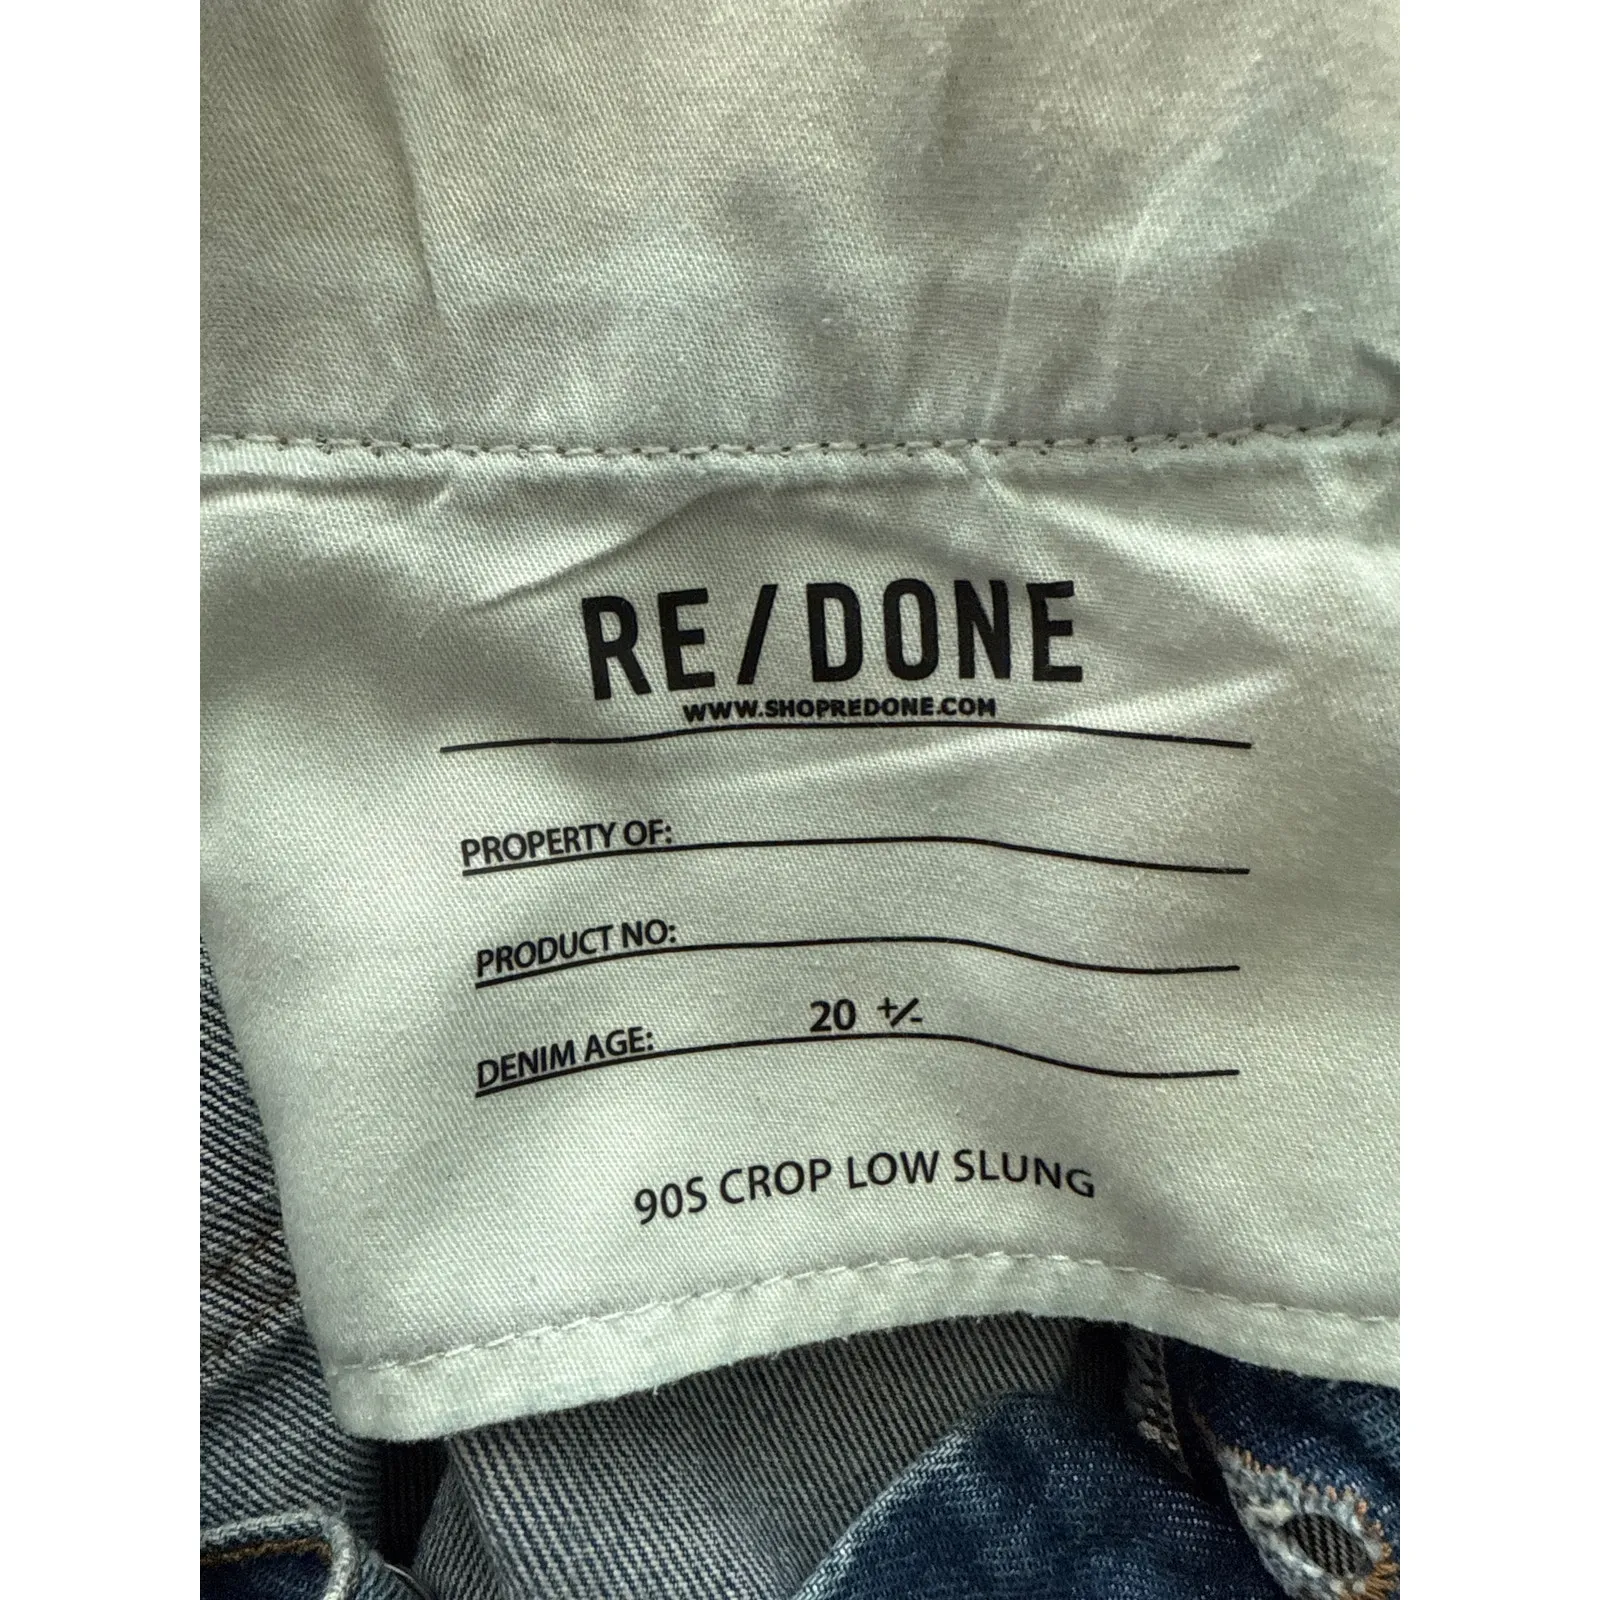 RE/DONE
WWW.SHOPREDONE.COM
PROPERTY OF:
PRODUCT NO:
DENIM AGE: 20 +/-
90S CROP LOW SLUNG